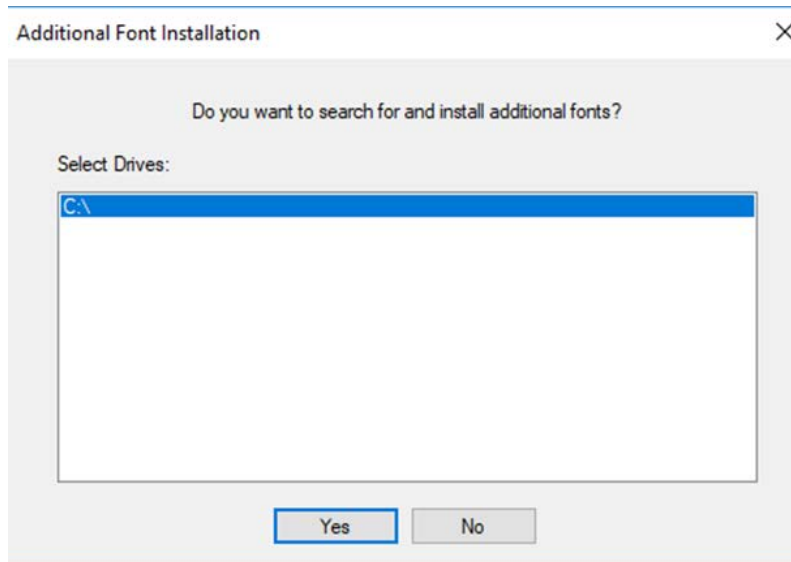 Additional Font Installation
Do you want to search for and install additional fonts?
Select Drives:
C:\
Yes No